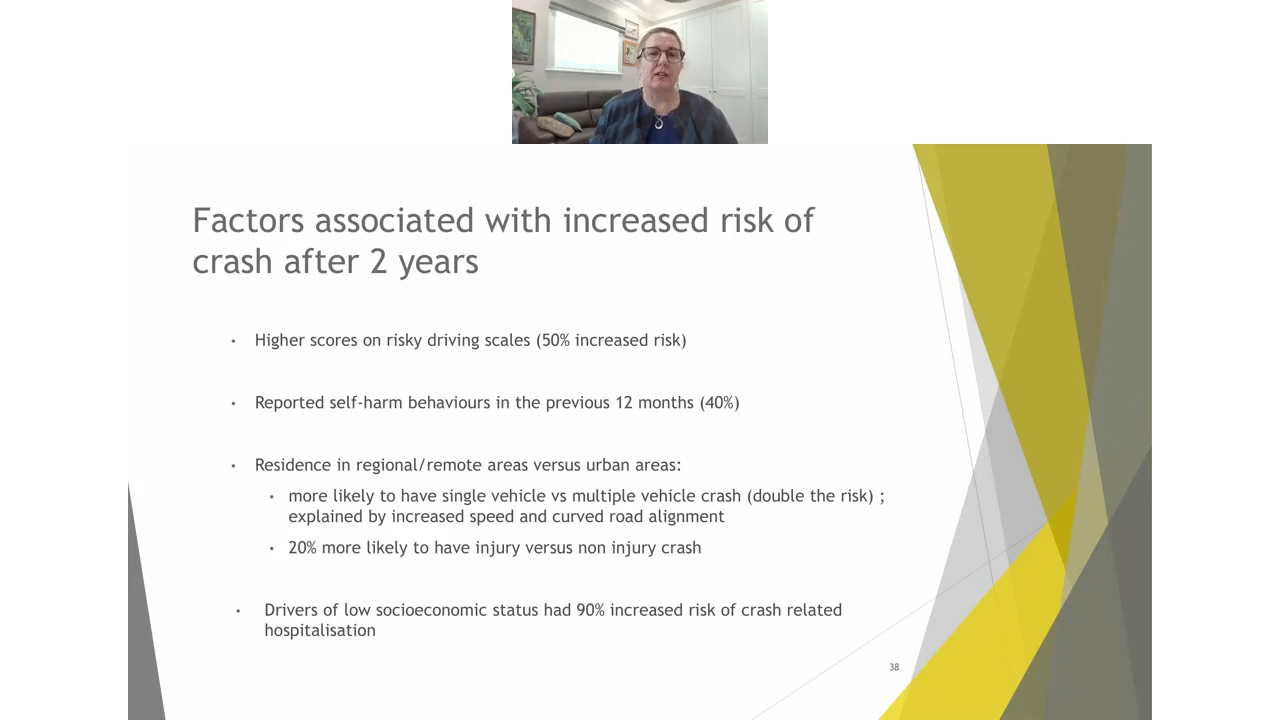 Factors associated with increased risk of
crash after 2 years
• Higher scores on risky driving scales (50% increased risk)
• Reported self-harm behaviours in the previous 12 months (40%)
• Residence in regional/remote areas versus urban areas:
• more likely to have single vehicle vs multiple vehicle crash (double the risk) ;
explained by increased speed and curved road alignment
• 20% more likely to have injury versus non injury crash
• Drivers of low socioeconomic status had 90% increased risk of crash related
hospitalisation
38